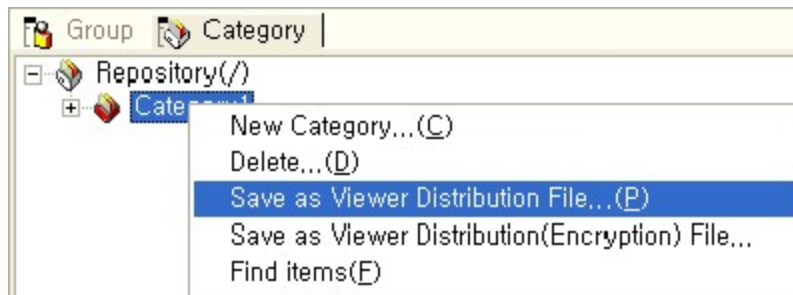 Group Category
Repository(/)
Category1
New Category...(C)
Delete...(D)
Save as Viewer Distribution File...(P)
Save as Viewer Distribution(Encryption) File...
Find items(F)